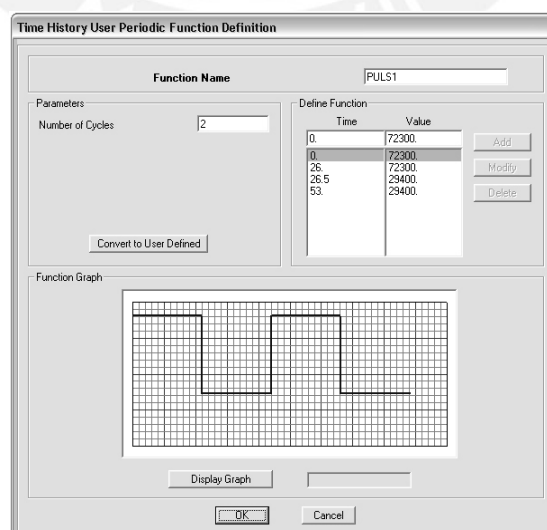 Time History User Periodic Function Definition
Function Name
PULS1
Parameters
Number of Cycles
2
Convert to User Defined
Define Function
Time Value
0. 72300.
0. 72300.
26. 72300.
26.5 29400.
53. 29400.
Add
Modify
Delete
Function Graph
Display Graph
OK
Cancel